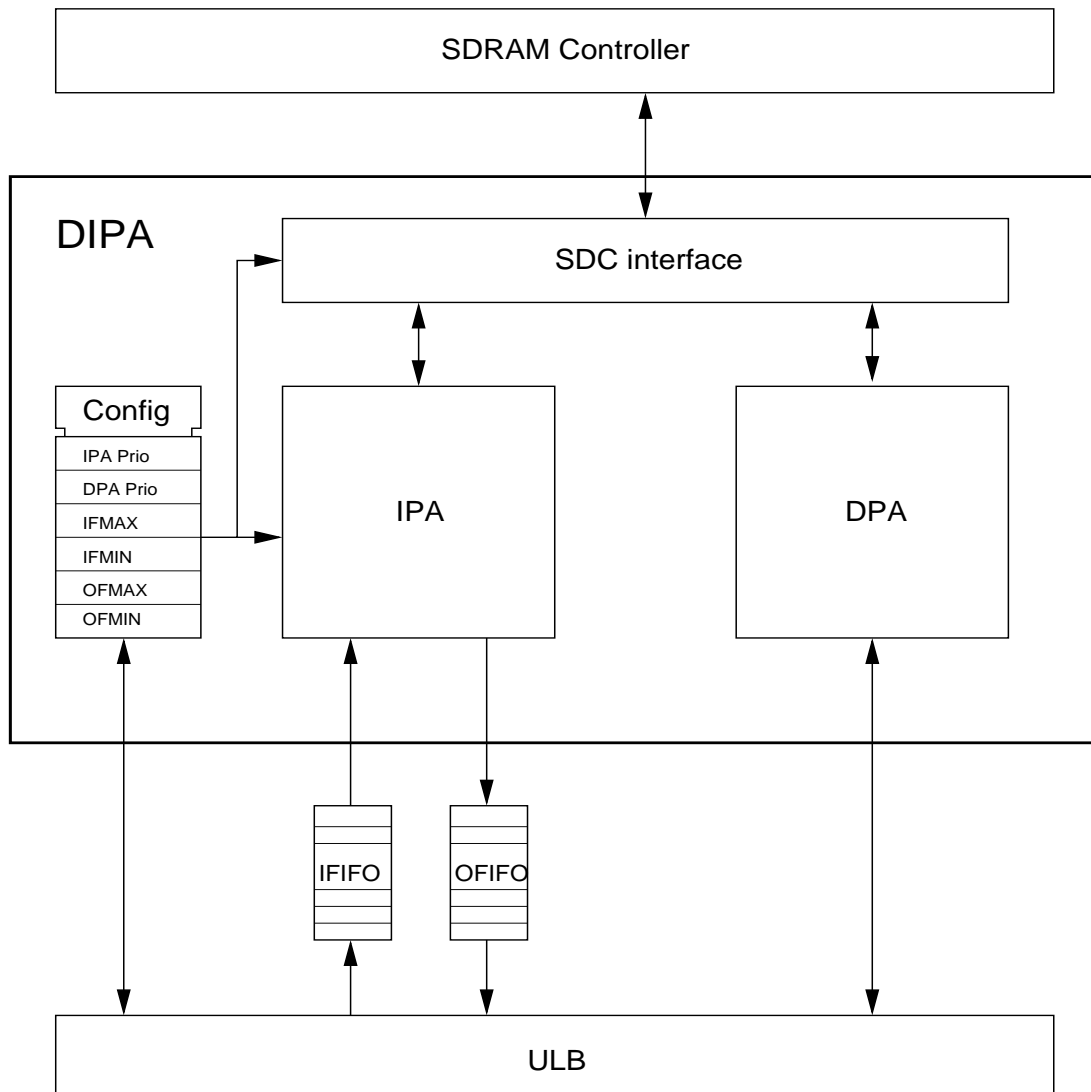 SDRAM Controller
DIPA
SDC interface
Config
IPA Prio
DPA Prio
IFMAX
IFMIN
OFMAX
OFMIN
IPA
DPA
IFIFO
OFIFO
ULB